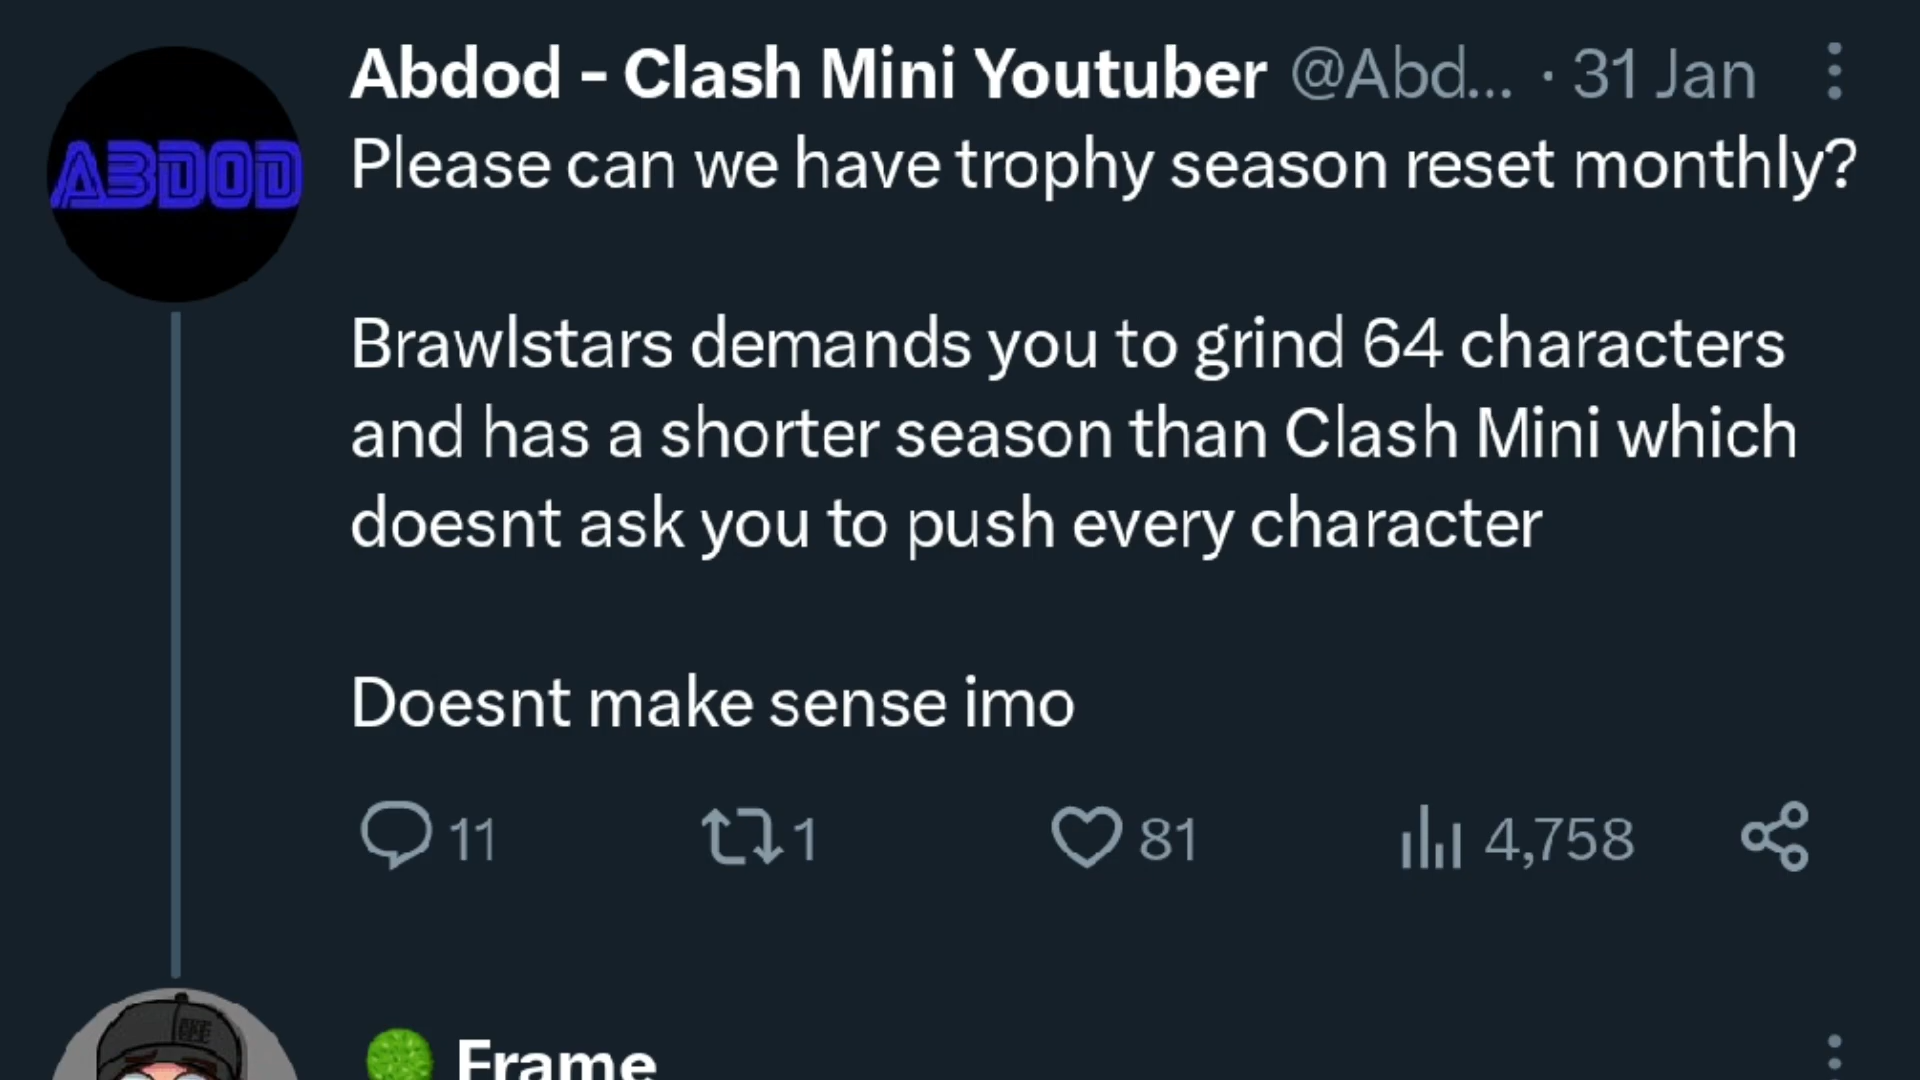 Abdod - Clash Mini Youtuber @Abd... · 31 Jan
ABDOD
Please can we have trophy season reset monthly?
Brawlstars demands you to grind 64 characters
and has a shorter season than Clash Mini which
doesnt ask you to push every character
Doesnt make sense imo
11 1 81 4,758
Frame